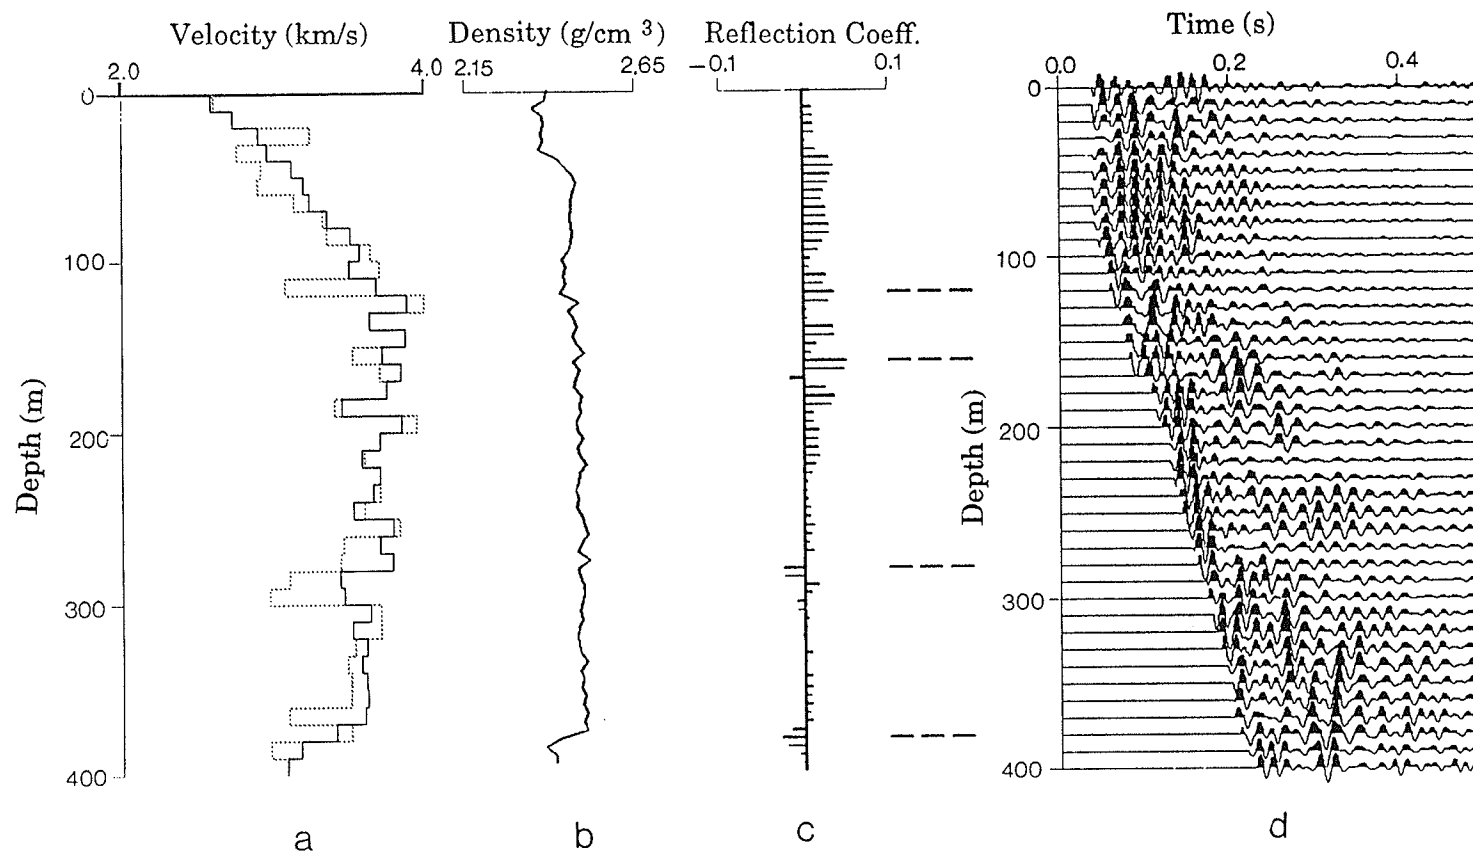 Velocity (km/s) Density (g/cm 3) Reflection Coeff. Time (s)
2.0 4.0 2.15 2.65 −0.1 0.1 0.0 0.2 0.4
0 0
100 100
200 200
300 300
400 400
Depth (m) Depth (m)
a b c d